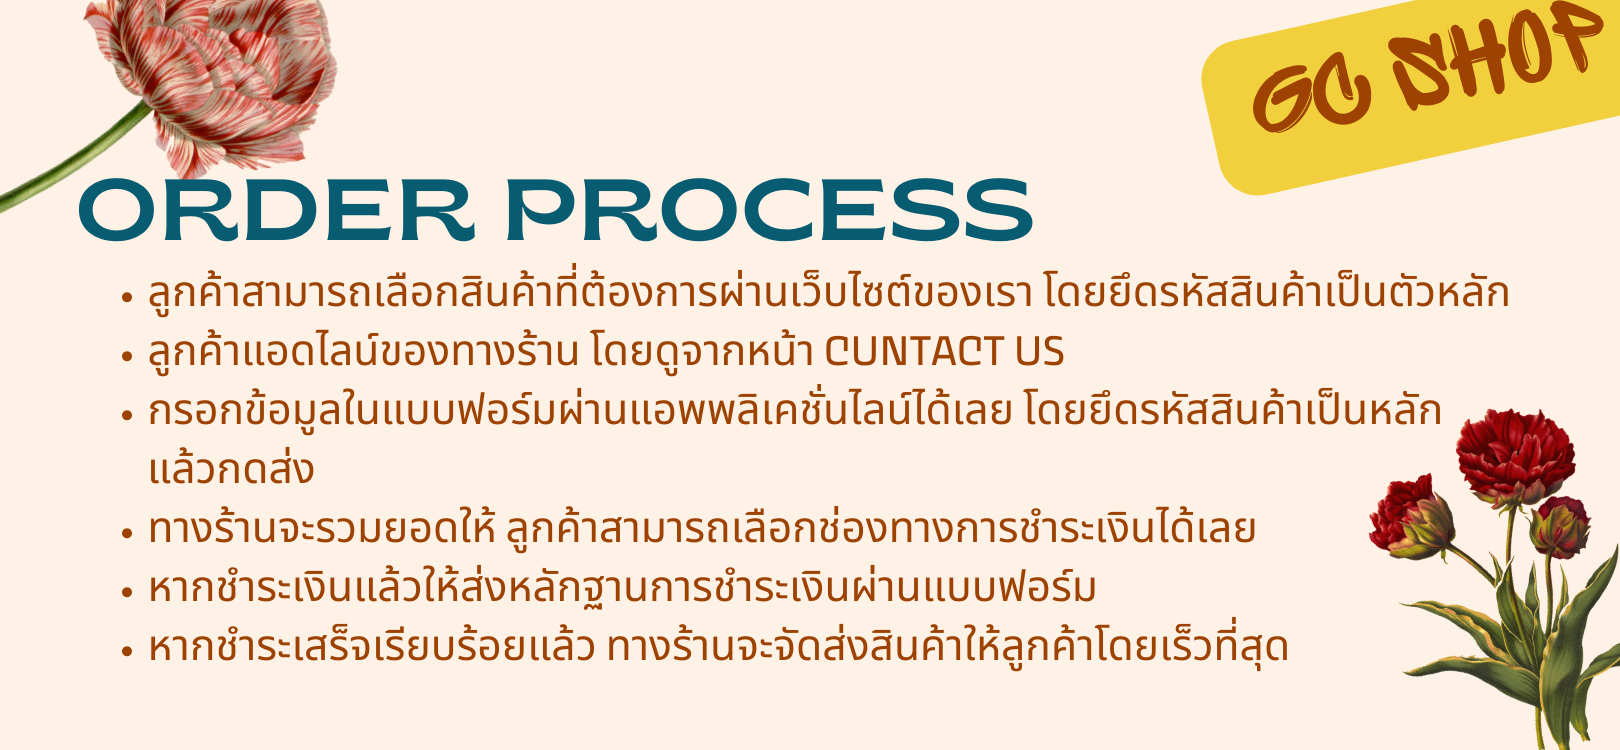 GC SHOP
ORDER PROCESS
• ลูกค้าสามารถเลือกสินค้าที่ต้องการผ่านเว็บไซต์ของเรา โดยยึดรหัสสินค้าเป็นตัวหลัก
• ลูกค้าแอดไลน์ของทางร้าน โดยดูจากหน้า CUNTACT US
• กรอกข้อมูลในแบบฟอร์มผ่านแอพพลิเคชั่นไลน์ได้เลย โดยยึดรหัสสินค้าเป็นหลัก
แล้วกดส่ง
• ทางร้านจะรวมยอดให้ ลูกค้าสามารถเลือกช่องทางการชำระเงินได้เลย
• หากชำระเงินแล้วให้ส่งหลักฐานการชำระเงินผ่านแบบฟอร์ม
• หากชำระเสร็จเรียบร้อยแล้ว ทางร้านจะจัดส่งสินค้าให้ลูกค้าโดยเร็วที่สุด